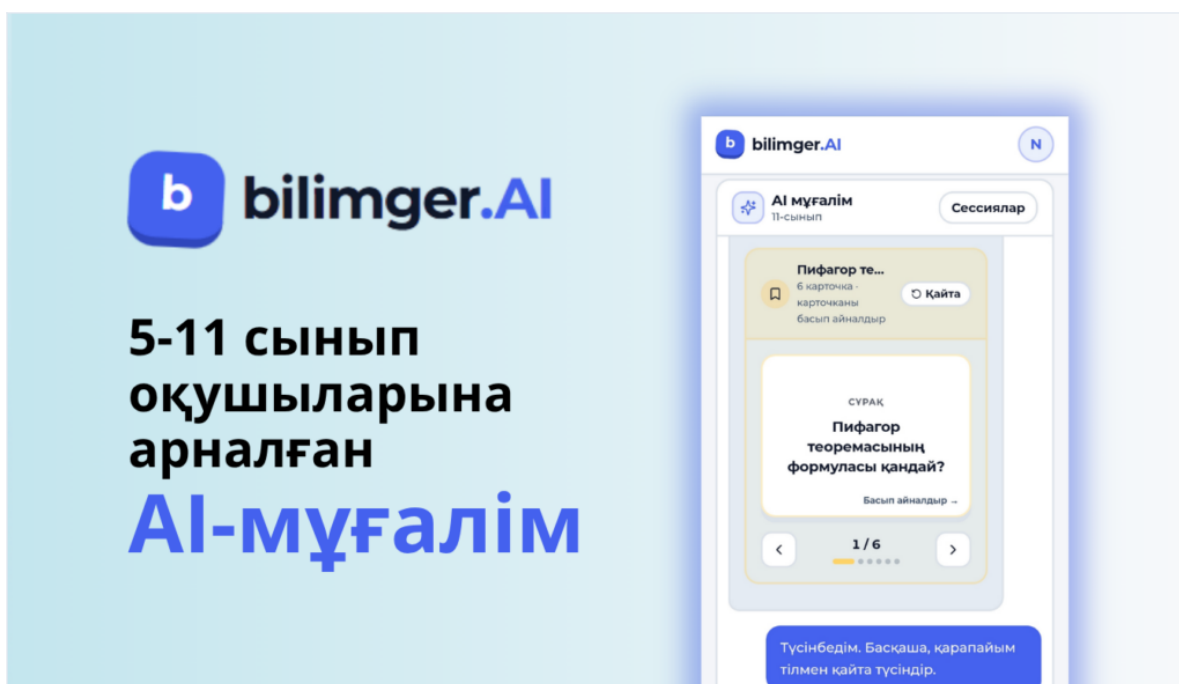 bilimger.AI
5-11 сынып
оқушыларына
арналған
AI-мұғалім
b bilimger.AI
N
AI мұғалім
11-сынып
Сессиялар
Пифагор те...
6 карточка ·
карточканы
басып айналдыр
Қайта
СҰРАҚ
Пифагор
теоремасының
формуласы қандай?
Басып айналдыр →
1 / 6
Түсінбедім. Басқаша, қарапайым
тілмен қайта түсіндір.